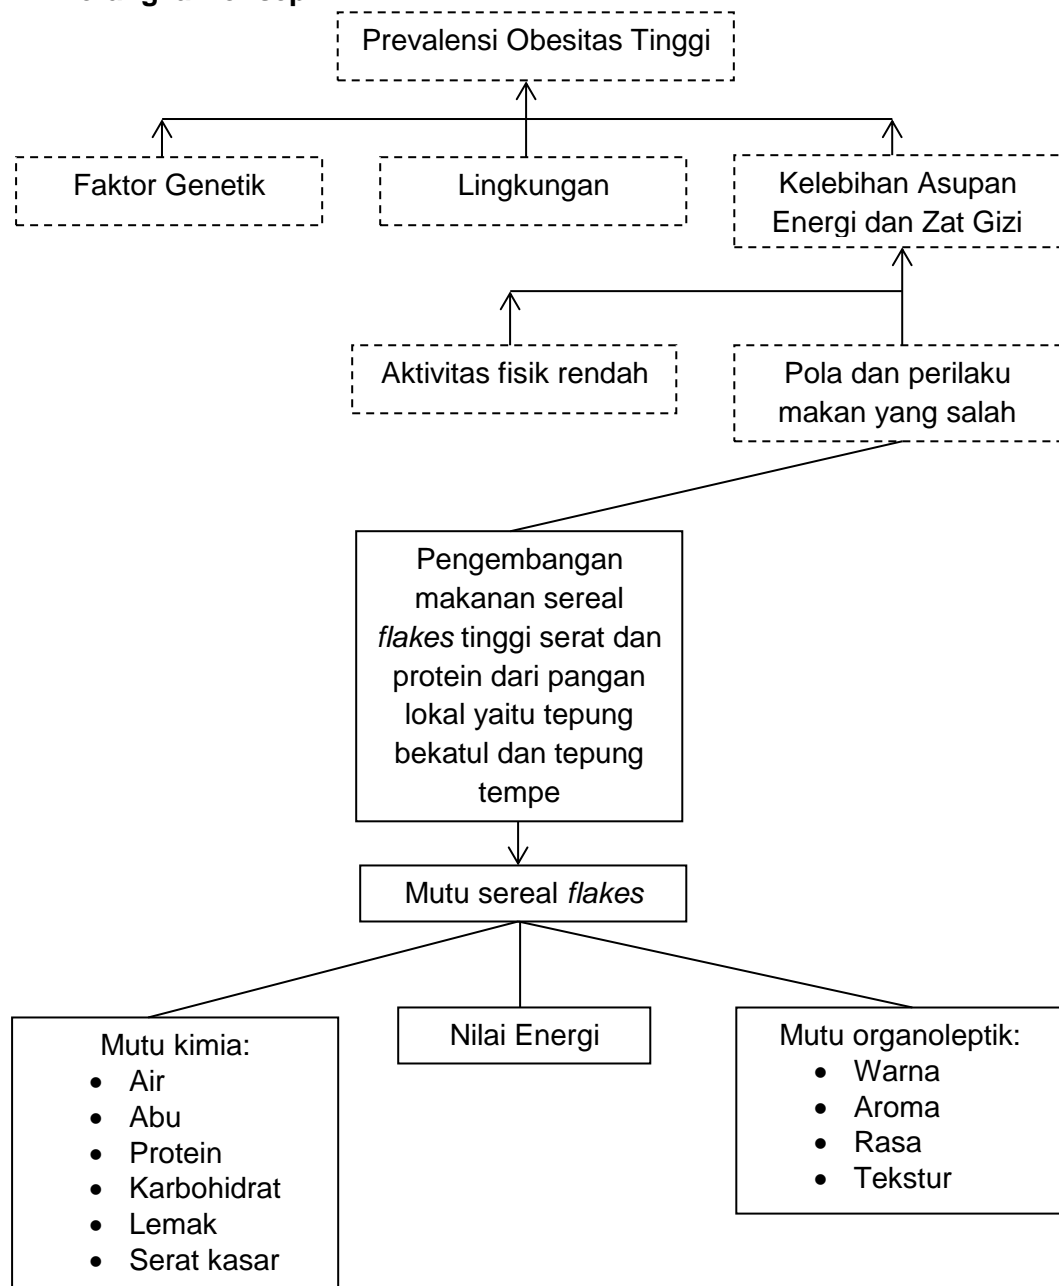 Prevalensi Obesitas Tinggi
Faktor Genetik
Lingkungan
Kelebihan Asupan
Energi dan Zat Gizi
Aktivitas fisik rendah
Pola dan perilaku
makan yang salah
Pengembangan
makanan sereal
flakes tinggi serat dan
protein dari pangan
lokal yaitu tepung
bekatul dan tepung
tempe
Mutu sereal flakes
Mutu kimia:
• Air
• Abu
• Protein
• Karbohidrat
• Lemak
• Serat kasar
Nilai Energi
Mutu organoleptik:
• Warna
• Aroma
• Rasa
• Tekstur